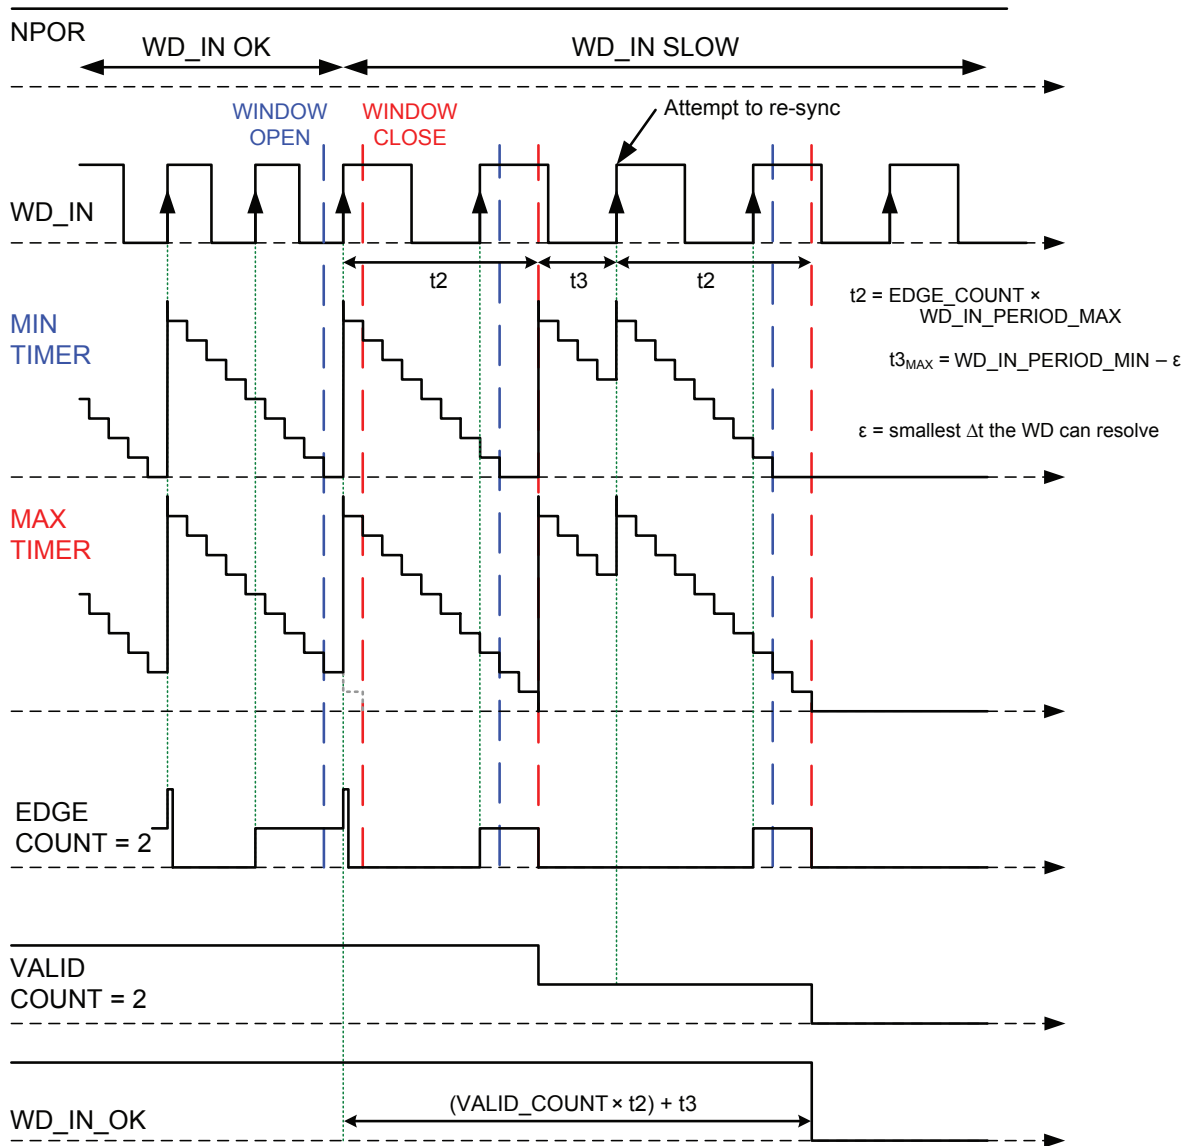 NPOR
WD_IN OK
WD_IN SLOW
WINDOW
OPEN
WINDOW
CLOSE
Attempt to re-sync
WD_IN
t2
t3
t2
t2 = EDGE_COUNT ×
WD_IN_PERIOD_MAX
t3MAX = WD_IN_PERIOD_MIN – ε
ε = smallest Δt the WD can resolve
MIN
TIMER
MAX
TIMER
EDGE
COUNT = 2
VALID
COUNT = 2
(VALID_COUNT × t2) + t3
WD_IN_OK